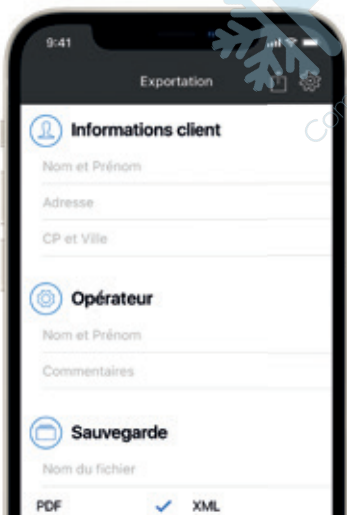 9:41
Exportation
Informations client
Nom et Prénom
Adresse
CP et Ville
Opérateur
Nom et Prénom
Commentaires
Sauvegarde
Nom du fichier
PDF XML